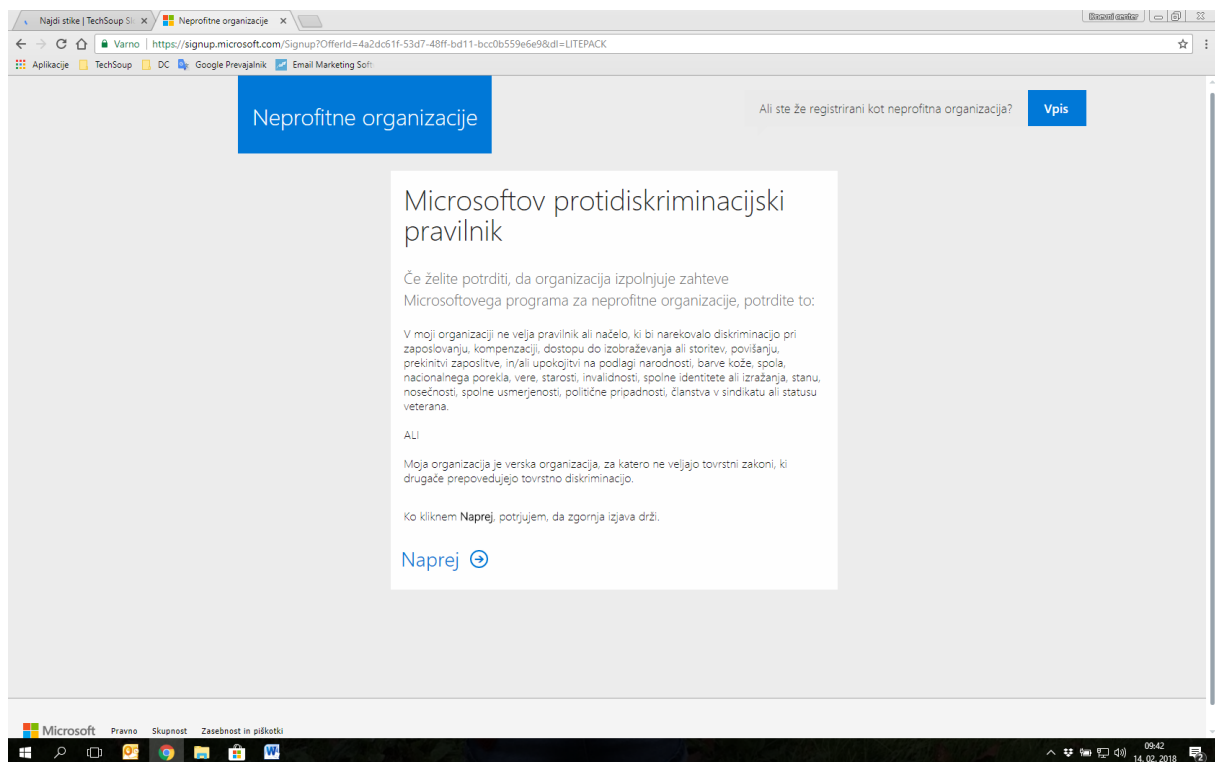 Najdi stike | TechSoup Sl
Neprofitne organizacije
Varno | https://signup.microsoft.com/Signup?OfferId=4a2dc61f-53d7-48ff-bd11-bcc0b559e6e9&dl=LITEPACK
Aplikacije TechSoup DC Google Prevajalnik Email Marketing Soft
Neprofitne organizacije
Ali ste že registrirani kot neprofitna organizacija? Vpis
Microsoftov protidiskriminacijski
pravilnik
Če želite potrditi, da organizacija izpolnjuje zahteve
Microsoftovega programa za neprofitne organizacije, potrdite to:
V moji organizaciji ne velja pravilnik ali načelo, ki bi narekovalo diskriminacijo pri
zaposlovanju, kompenzaciji, dostopu do izobraževanja ali storitev, povišanju,
prekinitvi zaposlitve, in/ali upokojitvi na podlagi narodnosti, barve kože, spola,
nacionalnega porekla, vere, starosti, invalidnosti, spolne identitete ali izražanja, stanu,
nosečnosti, spolne usmerjenosti, politične pripadnosti, članstva v sindikatu ali statusu
veterana.
ALI
Moja organizacija je verska organizacija, za katero ne veljajo tovrstni zakoni, ki
drugače prepovedujejo tovrstno diskriminacijo.
Ko kliknem Naprej, potrjujem, da zgornja izjava drži.
Naprej
Microsoft Pravno Skupnost Zasebnost in piškotki
09:42
14. 02. 2018